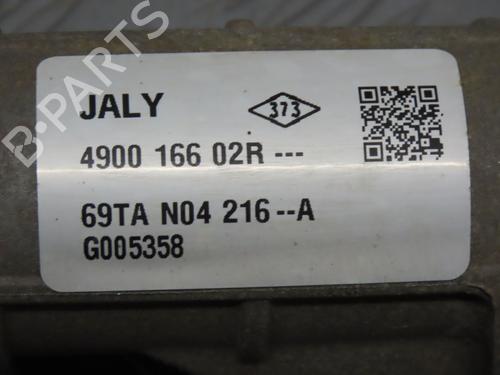 JALY
373
4900 166 02R ---
69TA N04 216 --A
G005358
B-PARTS